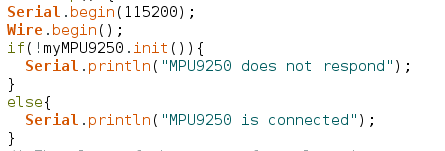 Serial.begin(115200);
Wire.begin();
if(!myMPU9250.init()){
  Serial.println("MPU9250 does not respond");
}
else{
  Serial.println("MPU9250 is connected");
}